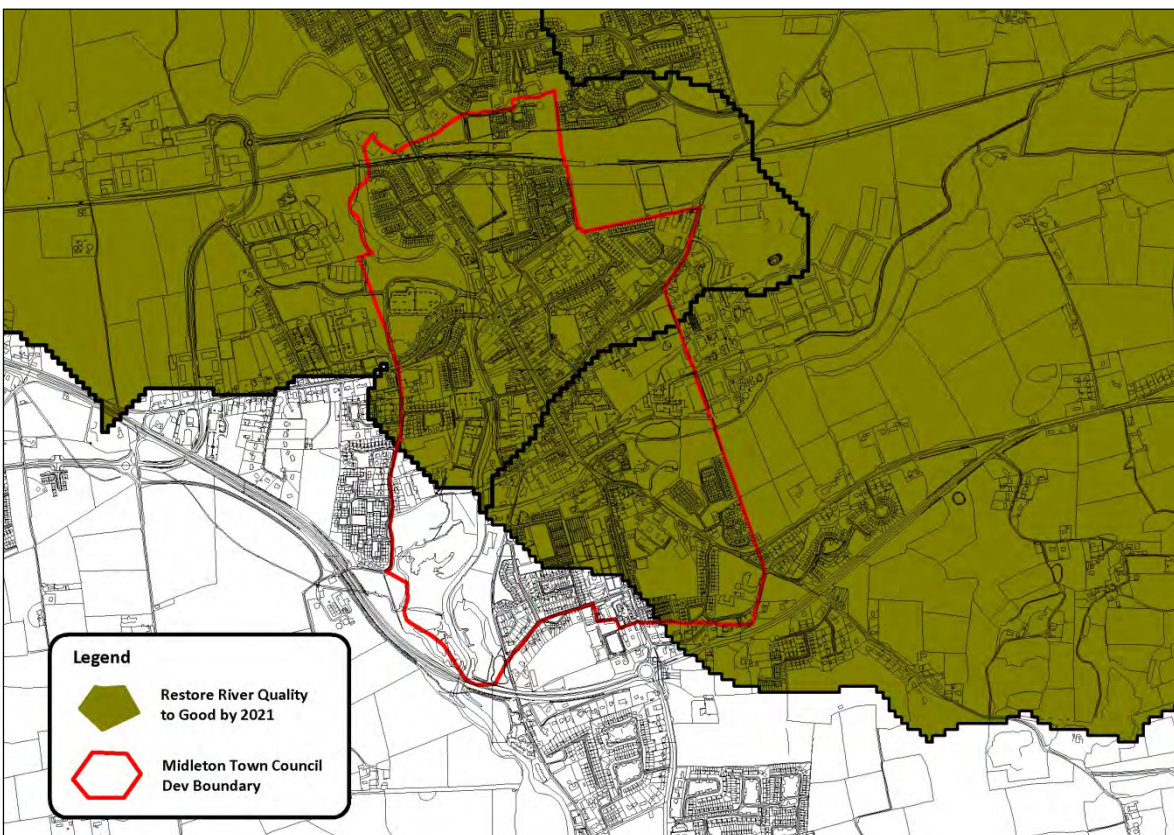 Legend
Restore River Quality
to Good by 2021
Midleton Town Council
Dev Boundary